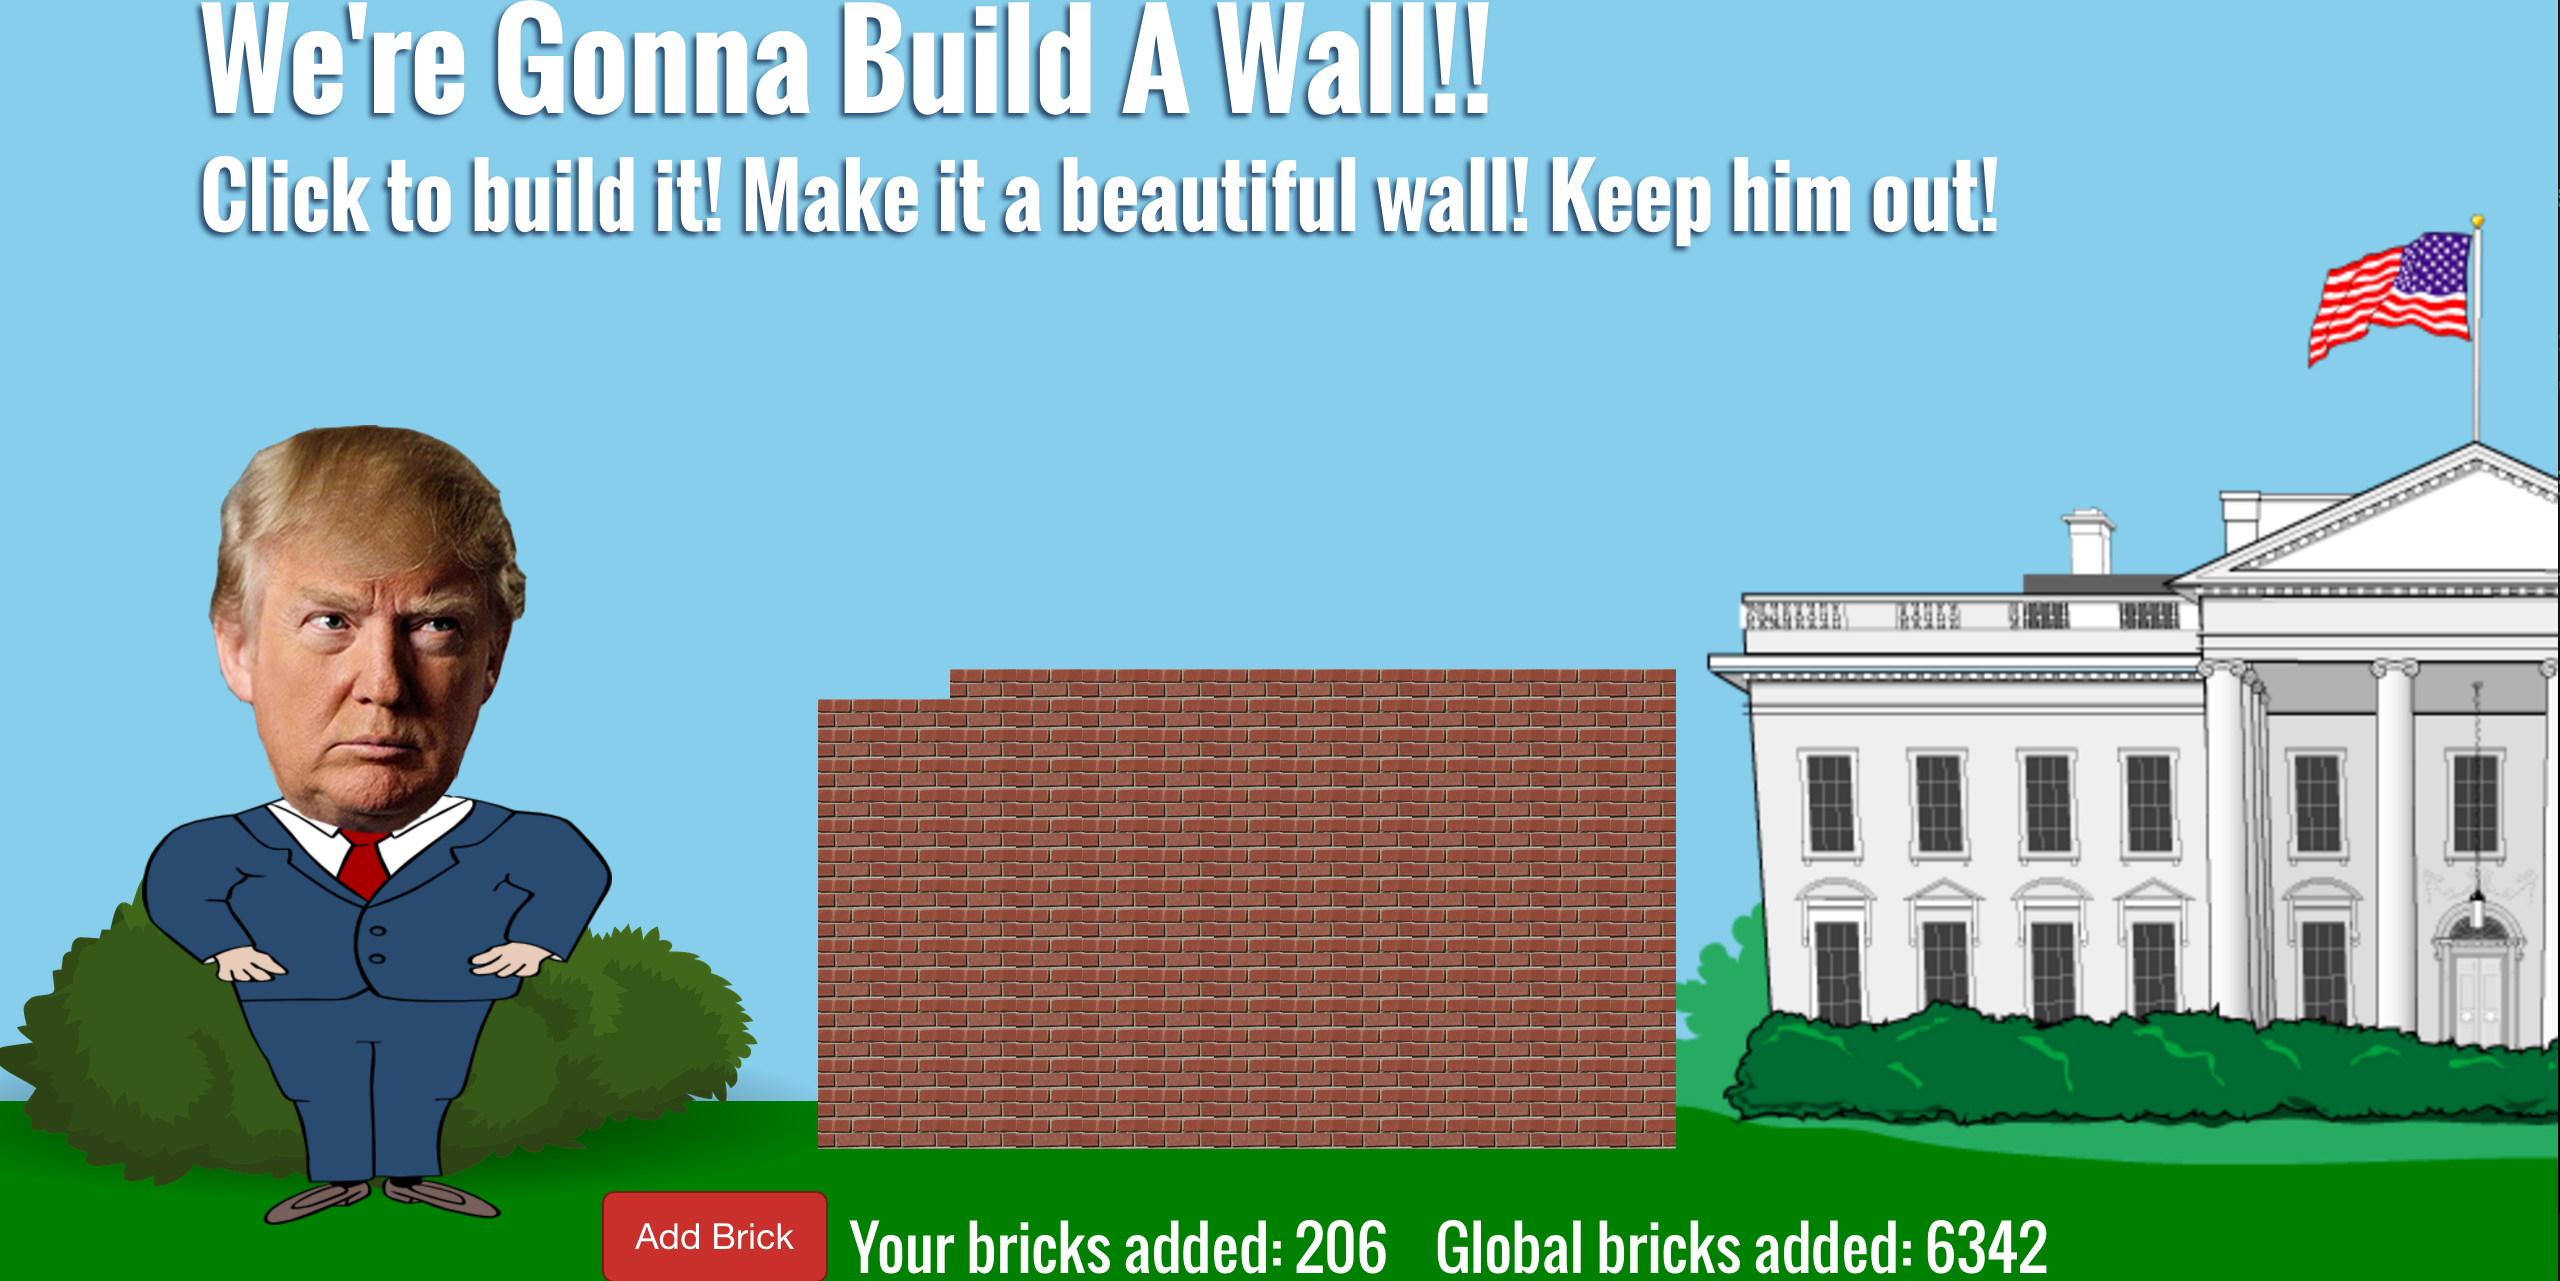 We're Gonna Build A Wall!!
Click to build it! Make it a beautiful wall! Keep him out!
Add Brick Your bricks added: 206 Global bricks added: 6342